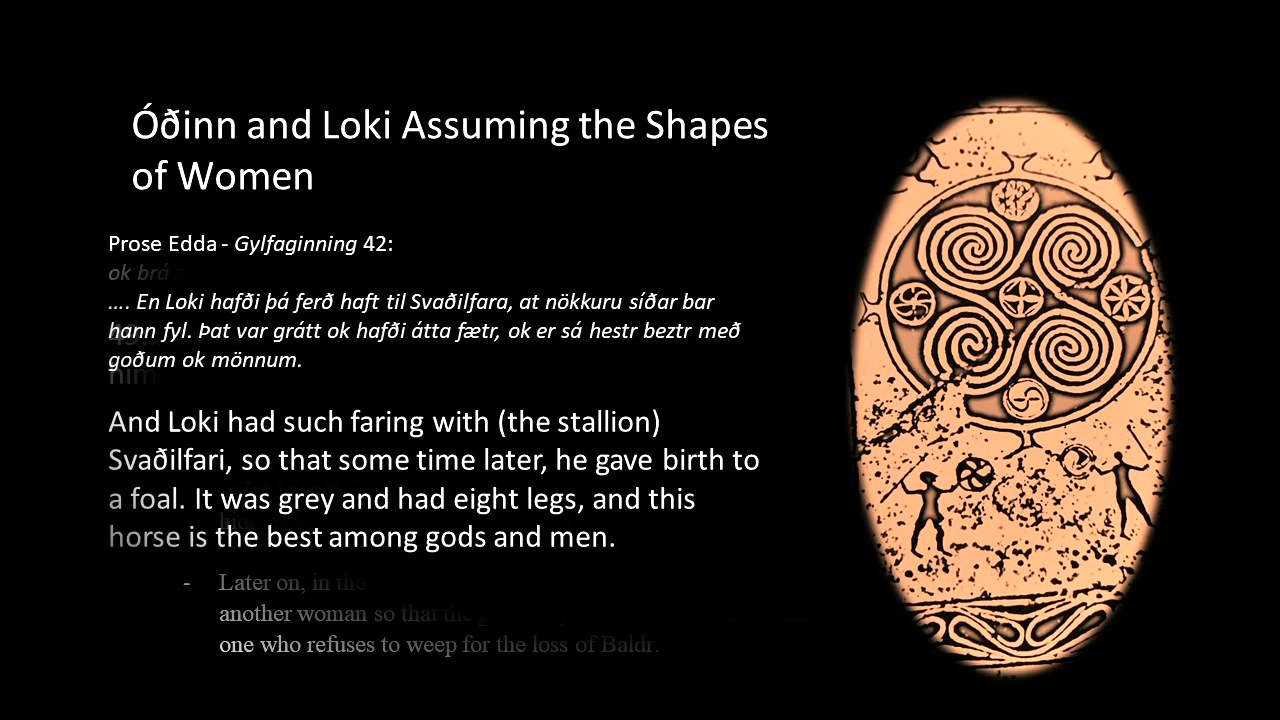 Óðinn and Loki Assuming the Shapes
of Women
Prose Edda - Gylfaginning 42:
ok brá
…. En Loki hafði þá ferð haft til Svaðilfara, at nökkuru síðar bar
hann fyl. Þat var grátt ok hafði átta fætr, ok er sá hestr beztr með
goðum ok mönnum.
him
And Loki had such faring with (the stallion)
Svaðilfari, so that some time later, he gave birth to
a foal. It was grey and had eight legs, and this
horse is the best among gods and men.
- Later on, in the
another woman so that the
one who refuses to weep for the loss of Baldr.